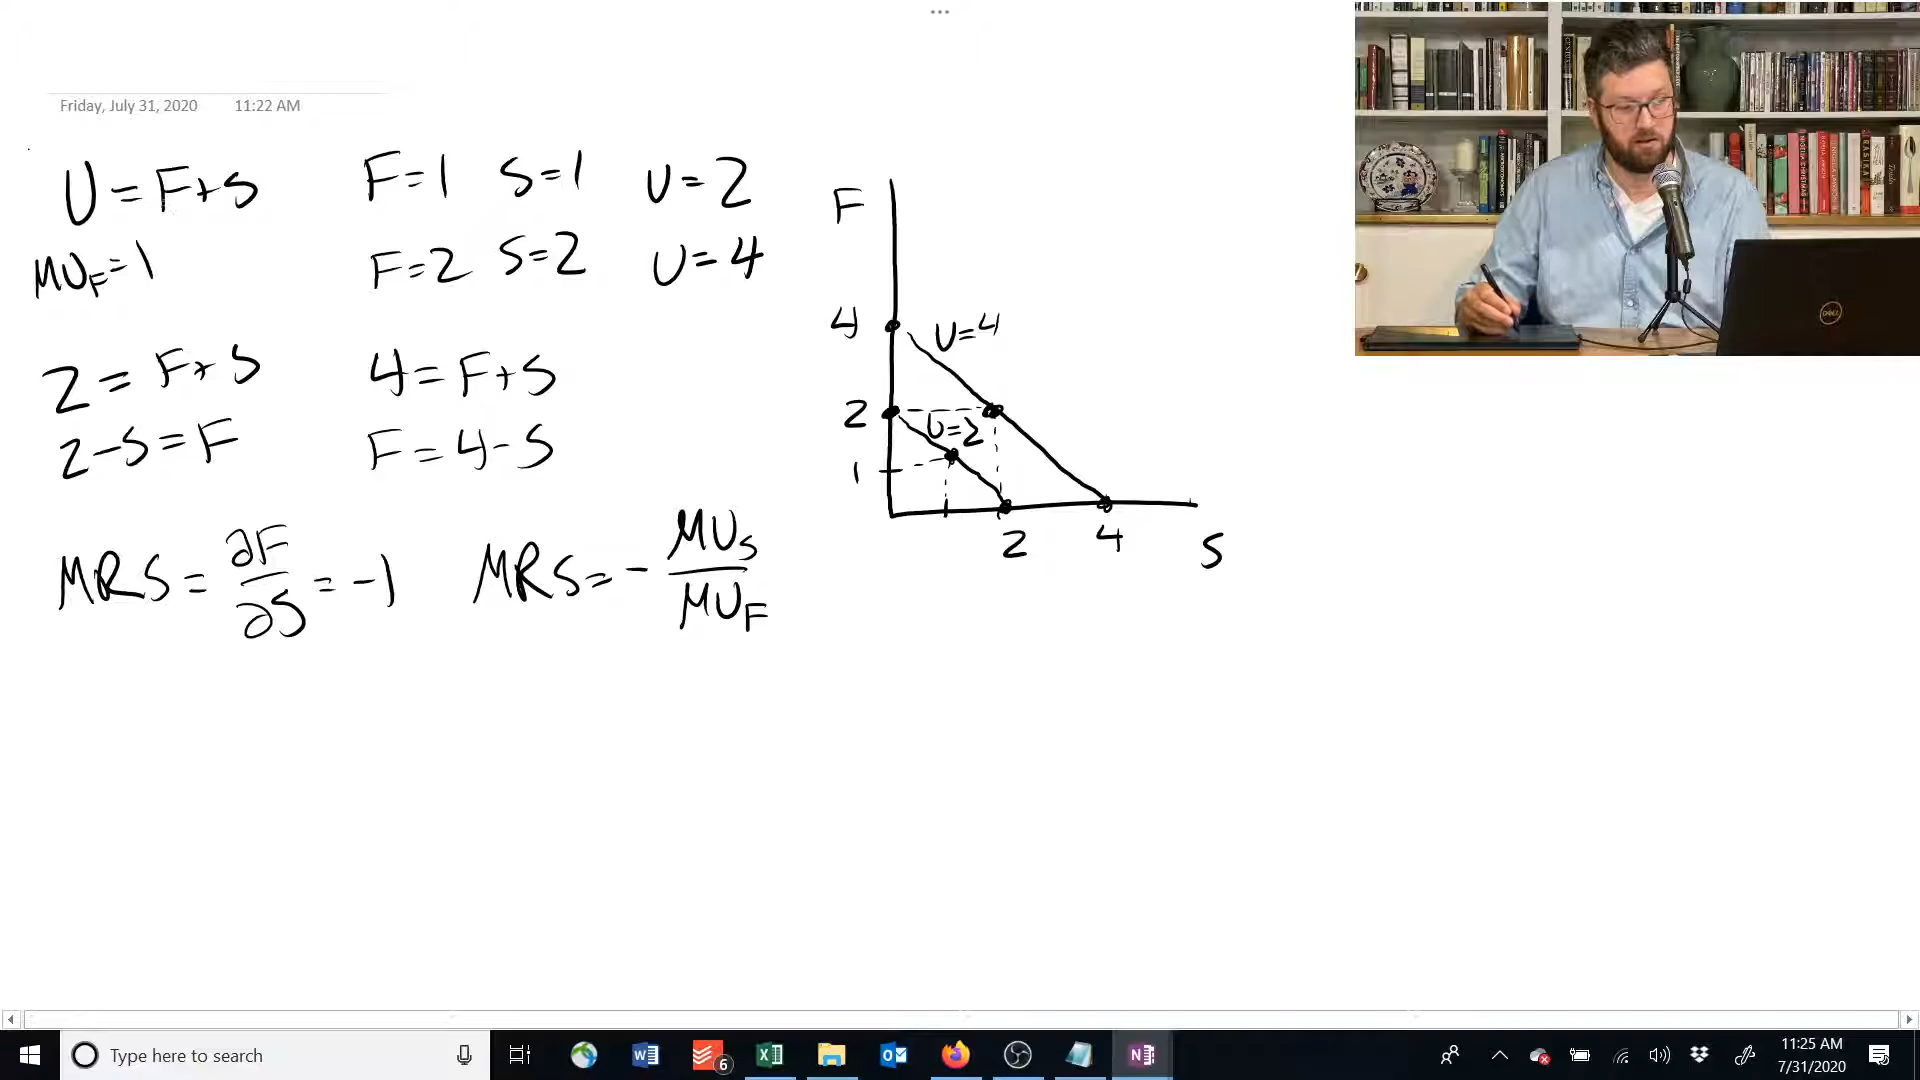 Friday, July 31, 2020 11:22 AM
U = F+S F=1 S=1 U=2
MU_F=1 F=2 S=2 U=4
2 = F+S 4=F+S
2-S=F F=4-S
MRS = ∂F/∂S = -1 MRS = - MU_S/MU_F
F
4 U=4
2 U=2
1
2 4 S
DELL
Type here to search
6
11:25 AM
7/31/2020